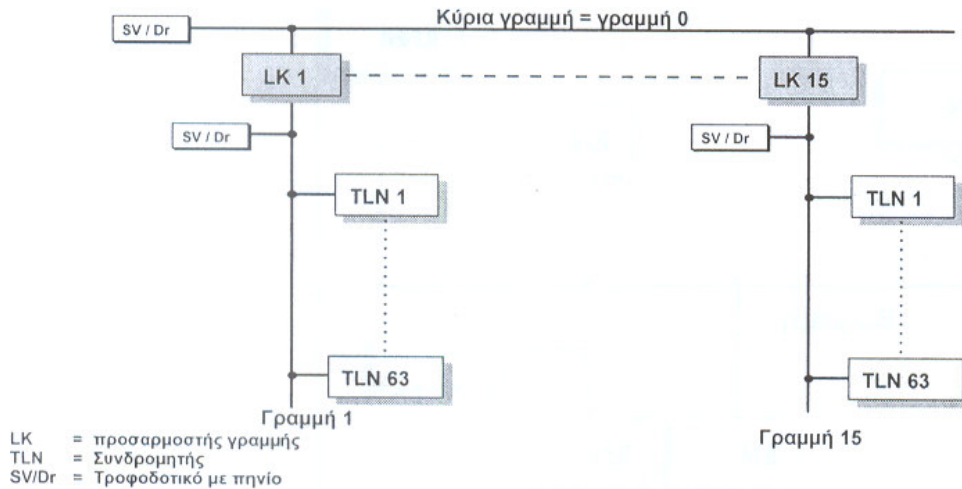 Κύρια γραμμή = γραμμή 0
SV / Dr
LK 1
LK 15
SV / Dr
SV / Dr
TLN 1
TLN 1
TLN 63
TLN 63
Γραμμή 1
Γραμμή 15
LK = προσαρμοστής γραμμής
TLN = Συνδρομητής
SV/Dr = Τροφοδοτικό με πηνίο